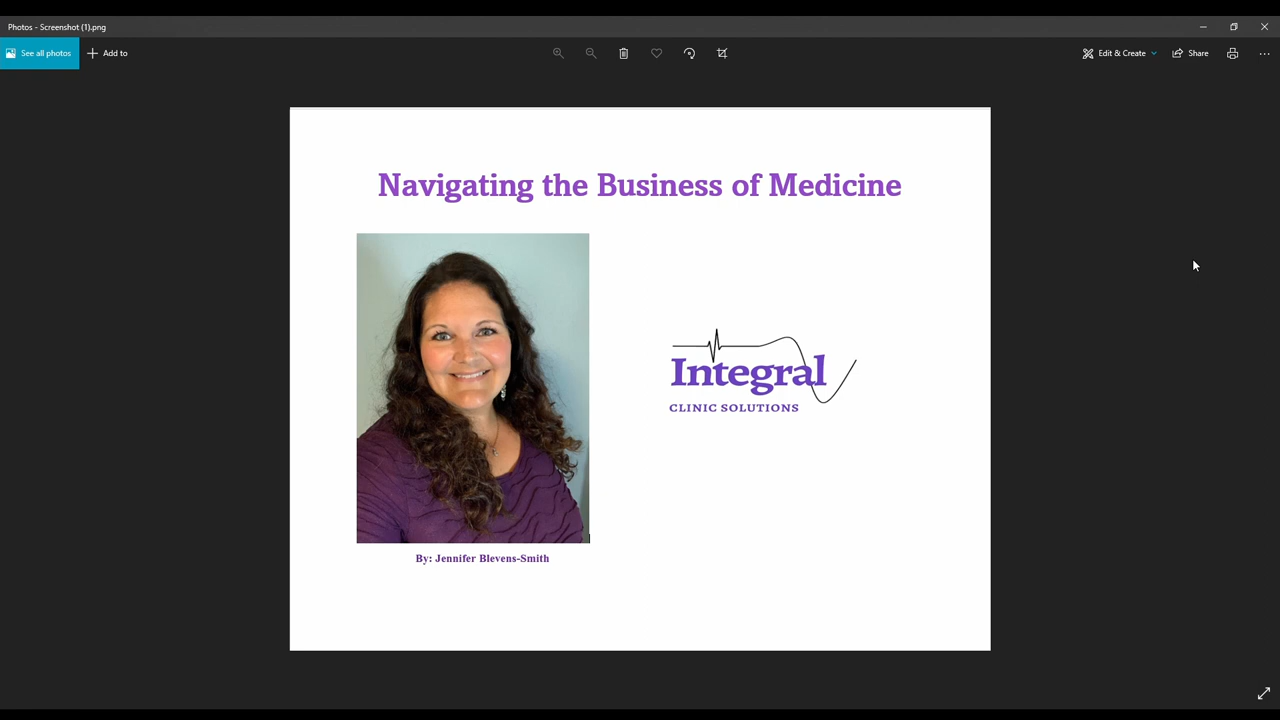 Photos - Screenshot (1).png
See all photos
Add to
Edit & Create
Share
Navigating the Business of Medicine
Integral
CLINIC SOLUTIONS
By: Jennifer Blevens-Smith